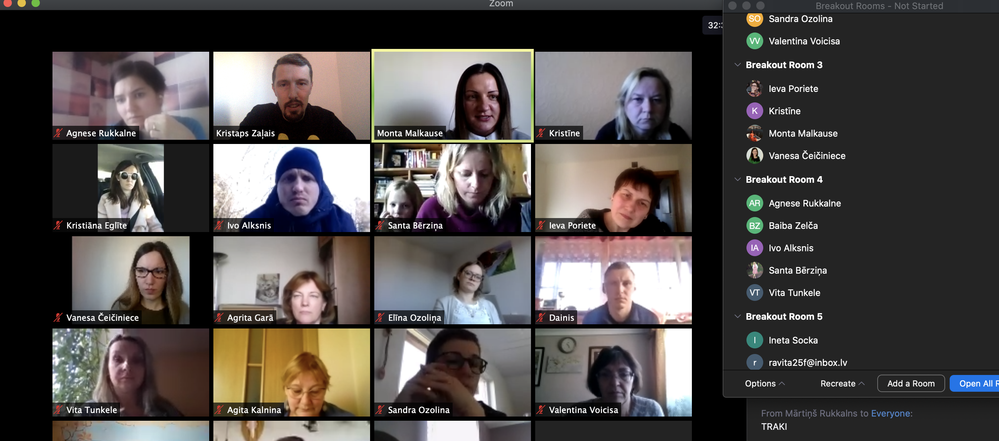 Zoom
32:
Agnese Rukkalne
Kristaps Zaļais
Monta Malkause
Kristīne
Kristiāna Eglīte
Ivo Alksnis
Santa Bērziņa
Ieva Poriete
Vanesa Čeičiniece
Agrita Garā
Elīna Ozoliņa
Dainis
Vita Tunkele
Agita Kalnina
Sandra Ozolina
Valentina Voicisa
Breakout Rooms - Not Started
SO Sandra Ozolina
VV Valentina Voicisa
Breakout Room 3
Ieva Poriete
K Kristīne
Monta Malkause
Vanesa Čeičiniece
Breakout Room 4
AR Agnese Rukkalne
BZ Baiba Zelča
IA Ivo Alksnis
Santa Bērziņa
VT Vita Tunkele
Breakout Room 5
I Ineta Socka
r ravita25f@inbox.lv
Options Recreate Add a Room Open All
From Mārtiņš Rukkalns to Everyone:
TRAKI